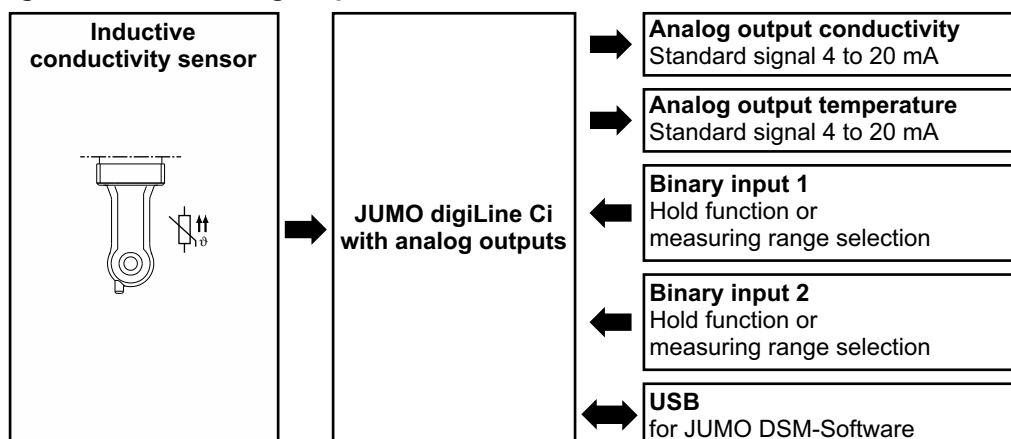 Inductive
conductivity sensor
ϑ
JUMO digiLine Ci
with analog outputs
Analog output conductivity
Standard signal 4 to 20 mA
Analog output temperature
Standard signal 4 to 20 mA
Binary input 1
Hold function or
measuring range selection
Binary input 2
Hold function or
measuring range selection
USB
for JUMO DSM-Software